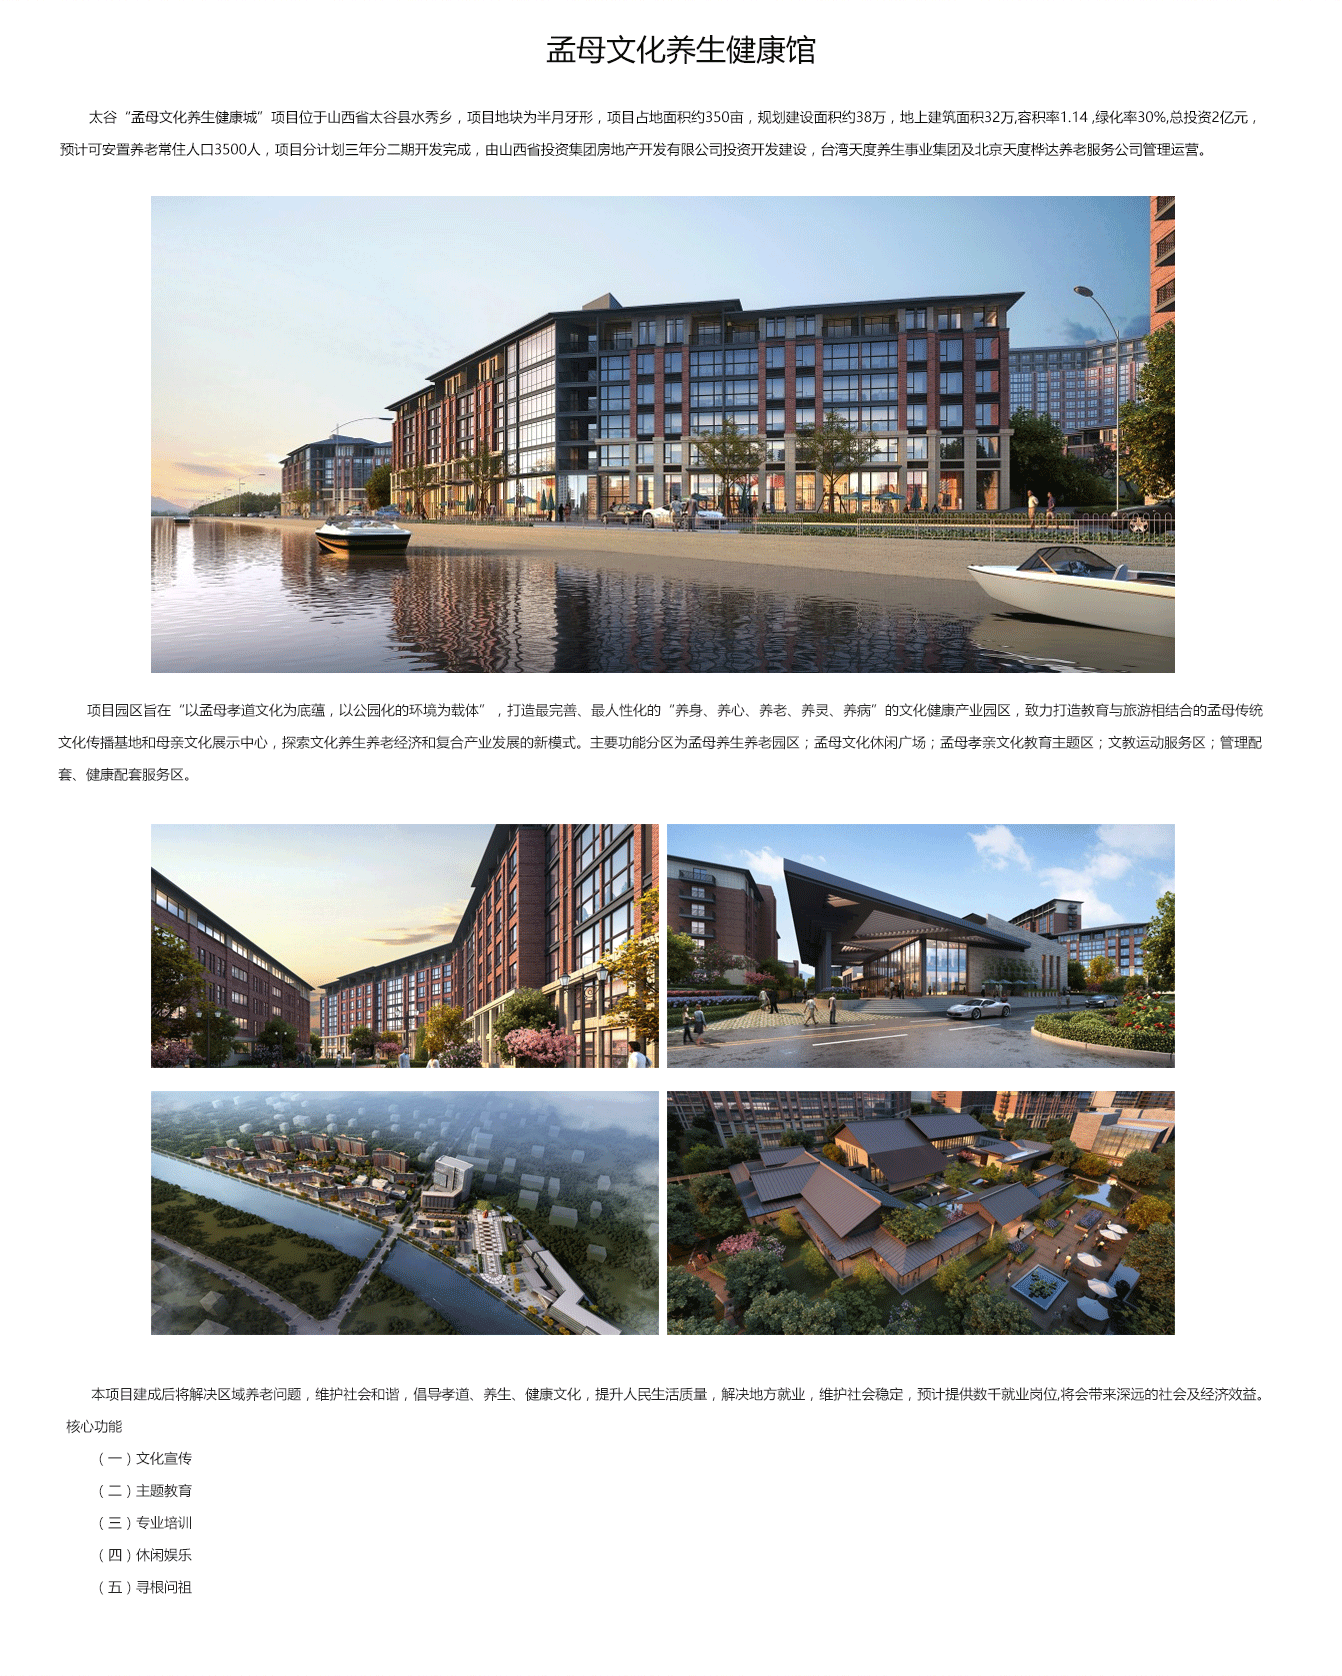 孟母文化养生健康馆
太谷“孟母文化养生健康城”项目位于山西省太谷县水秀乡，项目地块为半月牙形，项目占地面积约350亩，规划建设面积约38万，地上建筑面积32万,容积率1.14 ,绿化率30%,总投资2亿元，
预计可安置养老常住人口3500人，项目分计划三年分二期开发完成，由山西省投资集团房地产开发有限公司投资开发建设，台湾天度养生事业集团及北京天度桦达养老服务公司管理运营。
项目园区旨在“以孟母孝道文化为底蕴，以公园化的环境为载体”，打造最完善、最人性化的“养身、养心、养老、养灵、养病”的文化健康产业园区，致力打造教育与旅游相结合的孟母传统
文化传播基地和母亲文化展示中心，探索文化养生养老经济和复合产业发展的新模式。主要功能分区为孟母养生养老园区；孟母文化休闲广场；孟母孝亲文化教育主题区；文教运动服务区；管理配
套、健康配套服务区。
本项目建成后将解决区域养老问题，维护社会和谐，倡导孝道、养生、健康文化，提升人民生活质量，解决地方就业，维护社会稳定，预计提供数千就业岗位,将会带来深远的社会及经济效益。
核心功能
（一）文化宣传
（二）主题教育
（三）专业培训
（四）休闲娱乐
（五）寻根问祖